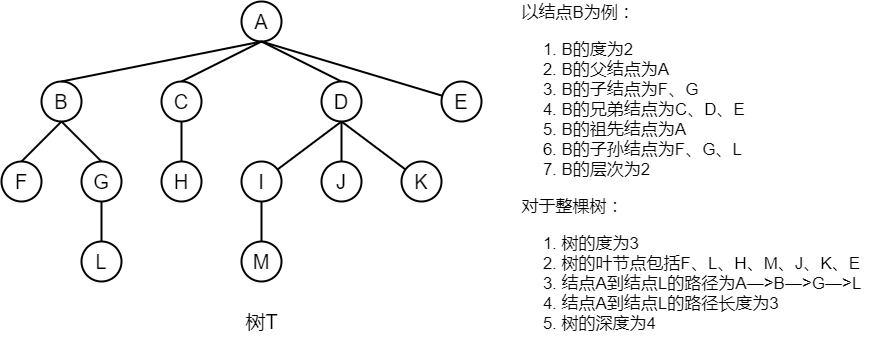 A
B
C
D
E
F
G
H
I
J
K
L
M
树T
以结点B为例：
1. B的度为2
2. B的父结点为A
3. B的子结点为F、G
4. B的兄弟结点为C、D、E
5. B的祖先结点为A
6. B的子孙结点为F、G、L
7. B的层次为2
对于整棵树：
1. 树的度为3
2. 树的叶节点包括F、L、H、M、J、K、E
3. 结点A到结点L的路径为A—>B—>G—>L
4. 结点A到结点L的路径长度为3
5. 树的深度为4